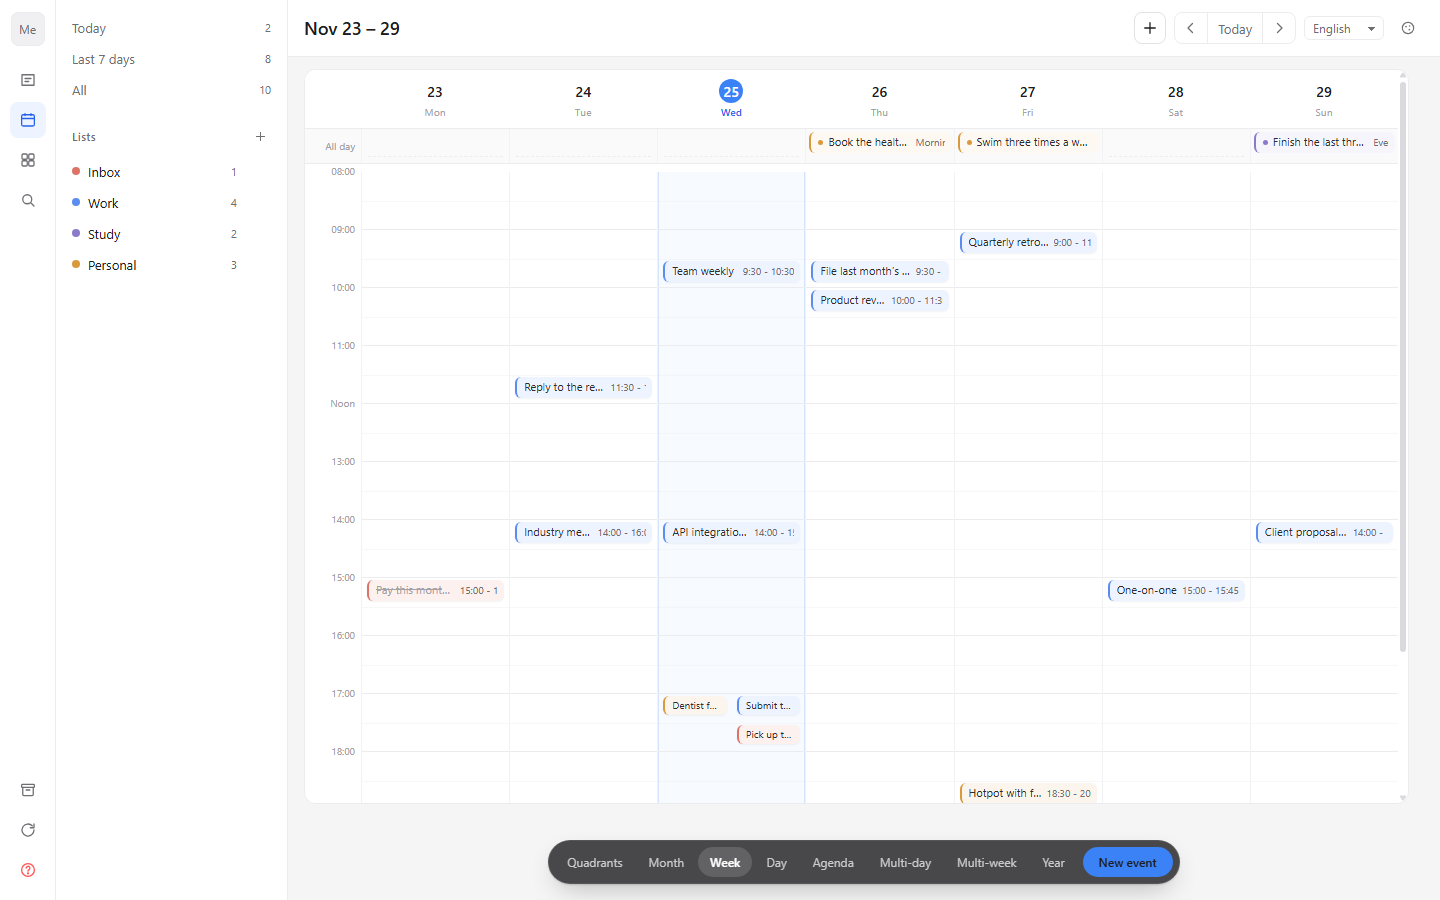 Me
Today 2
Last 7 days 8
All 10
Lists
Inbox 1
Work 4
Study 2
Personal 3
Nov 23 – 29
Today
English
23 24 25 26 27 28 29
Mon Tue Wed Thu Fri Sat Sun
All day
Book the healt... Mornir
Swim three times a w...
Finish the last thr... Eve
08:00
09:00
Quarterly retro... 9:00 - 11
Team weekly 9:30 - 10:30
File last month's ... 9:30 -
10:00
Product rev... 10:00 - 11:3
11:00
Reply to the re... 11:30 -
Noon
13:00
14:00
Industry me... 14:00 - 16:(
API integratio... 14:00 - 1
Client proposal... 14:00 -
15:00
Pay this mont... 15:00 - 1
One-on-one 15:00 - 15:45
16:00
17:00
Dentist f...
Submit t...
Pick up t...
18:00
Hotpot with f... 18:30 - 20
Quadrants Month Week Day Agenda Multi-day Multi-week Year New event